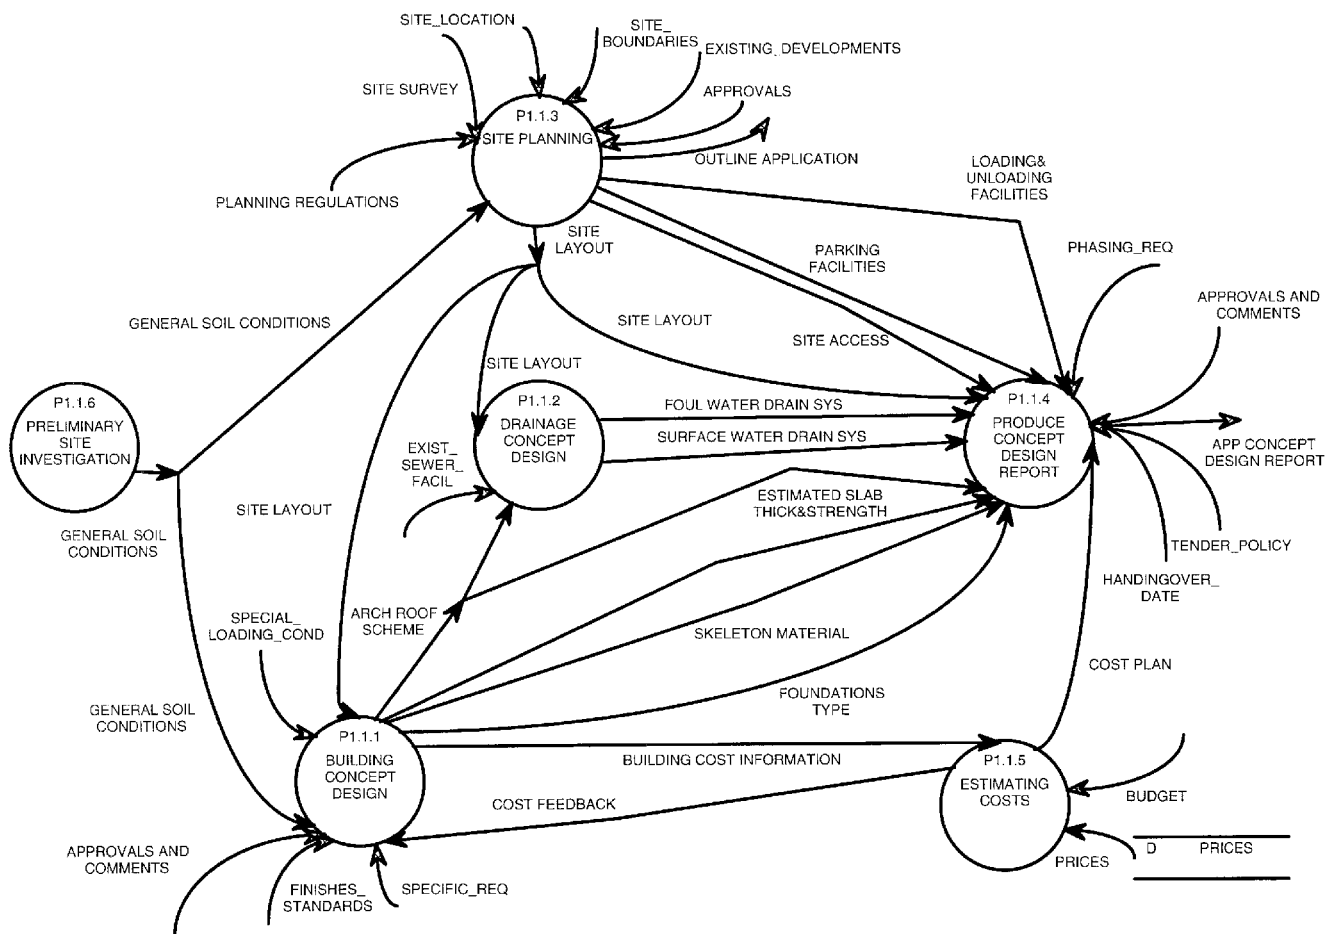 SITE_LOCATION
SITE_
BOUNDARIES
EXISTING_DEVELOPMENTS
SITE SURVEY
APPROVALS
P1.1.3
SITE PLANNING
OUTLINE APPLICATION
PLANNING REGULATIONS
LOADING&
UNLOADING
FACILITIES
SITE
LAYOUT
PARKING
FACILITIES
PHASING_REQ
GENERAL SOIL CONDITIONS
SITE LAYOUT
SITE ACCESS
APPROVALS AND
COMMENTS
SITE LAYOUT
P1.1.6
PRELIMINARY
SITE
INVESTIGATION
P1.1.2
DRAINAGE
CONCEPT
DESIGN
FOUL WATER DRAIN SYS
SURFACE WATER DRAIN SYS
P1.1.4
PRODUCE
CONCEPT
DESIGN
REPORT
APP CONCEPT
DESIGN REPORT
EXIST_
SEWER_
FACIL
SITE LAYOUT
ESTIMATED SLAB
THICK&STRENGTH
GENERAL SOIL
CONDITIONS
TENDER_POLICY
HANDINGOVER_
DATE
SPECIAL_
LOADING_COND
ARCH ROOF
SCHEME
SKELETON MATERIAL
COST PLAN
GENERAL SOIL
CONDITIONS
FOUNDATIONS
TYPE
P1.1.1
BUILDING
CONCEPT
DESIGN
BUILDING COST INFORMATION
P1.1.5
ESTIMATING
COSTS
COST FEEDBACK
BUDGET
APPROVALS AND
COMMENTS
FINISHES_
STANDARDS
SPECIFIC_REQ
PRICES
D PRICES